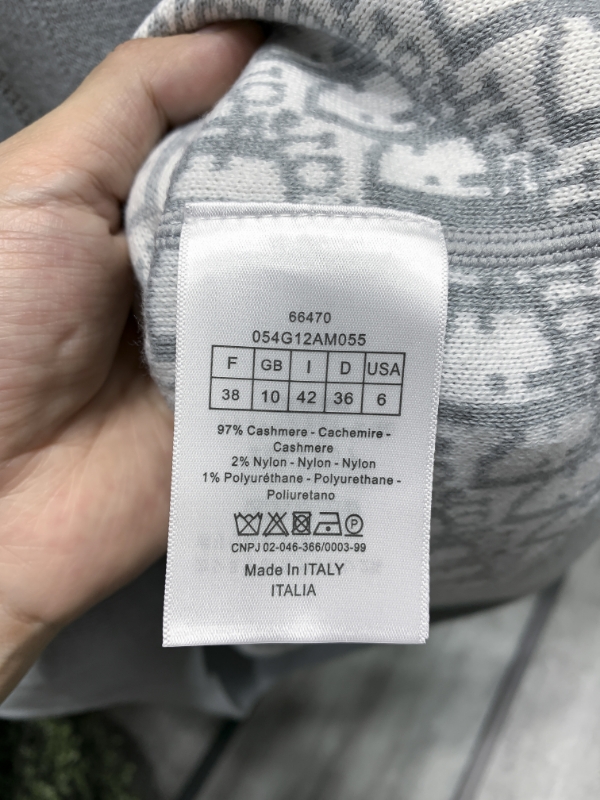 66470
054G12AM055
F GB I D USA
38 10 42 36 6
97% Cashmere - Cachemire -
Cashmere
2% Nylon - Nylon - Nylon
1% Polyuréthane - Polyurethane -
Poliuretano
P
CNPJ 02-046-366/0003-99
Made In ITALY
ITALIA